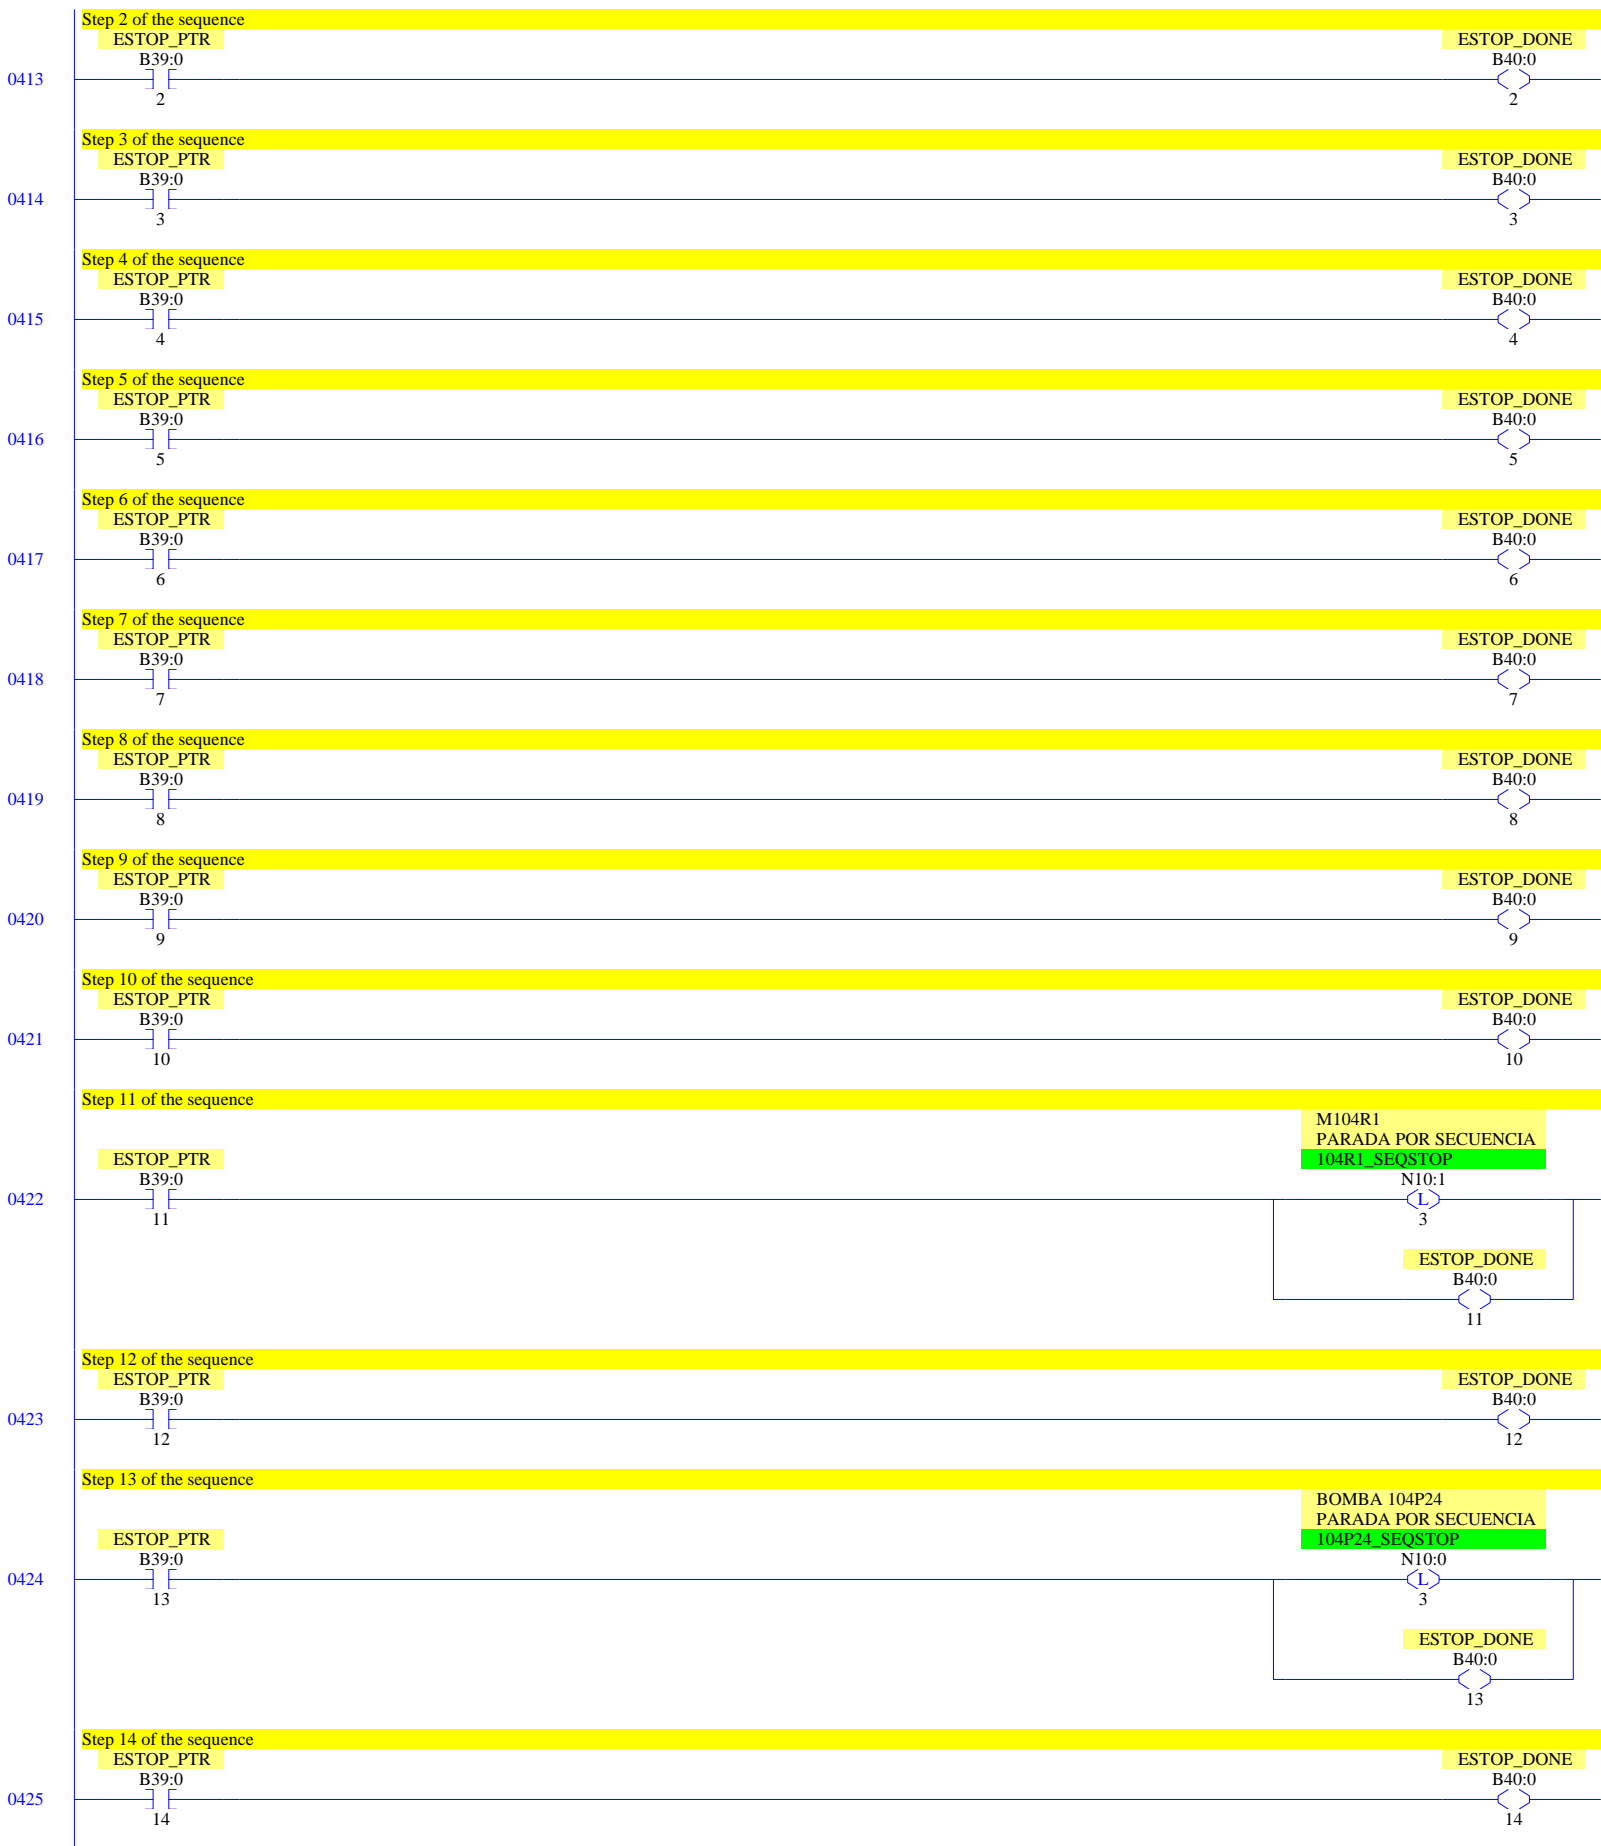 Step 2 of the sequence
ESTOP_PTR ESTOP_DONE
B39:0 B40:0
0413
2 2
Step 3 of the sequence
ESTOP_PTR ESTOP_DONE
B39:0 B40:0
0414
3 3
Step 4 of the sequence
ESTOP_PTR ESTOP_DONE
B39:0 B40:0
0415
4 4
Step 5 of the sequence
ESTOP_PTR ESTOP_DONE
B39:0 B40:0
0416
5 5
Step 6 of the sequence
ESTOP_PTR ESTOP_DONE
B39:0 B40:0
0417
6 6
Step 7 of the sequence
ESTOP_PTR ESTOP_DONE
B39:0 B40:0
0418
7 7
Step 8 of the sequence
ESTOP_PTR ESTOP_DONE
B39:0 B40:0
0419
8 8
Step 9 of the sequence
ESTOP_PTR ESTOP_DONE
B39:0 B40:0
0420
9 9
Step 10 of the sequence
ESTOP_PTR ESTOP_DONE
B39:0 B40:0
0421
10 10
Step 11 of the sequence
M104R1
PARADA POR SECUENCIA
ESTOP_PTR 104R1_SEQSTOP
B39:0 N10:1
0422 L
11 3
ESTOP_DONE
B40:0
11
Step 12 of the sequence
ESTOP_PTR ESTOP_DONE
B39:0 B40:0
0423
12 12
Step 13 of the sequence
BOMBA 104P24
PARADA POR SECUENCIA
ESTOP_PTR 104P24_SEQSTOP
B39:0 N10:0
0424 L
13 3
ESTOP_DONE
B40:0
13
Step 14 of the sequence
ESTOP_PTR ESTOP_DONE
B39:0 B40:0
0425
14 14